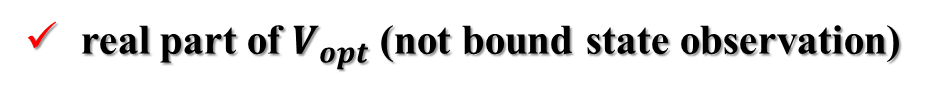 ✓ real part of V_opt (not bound state observation)